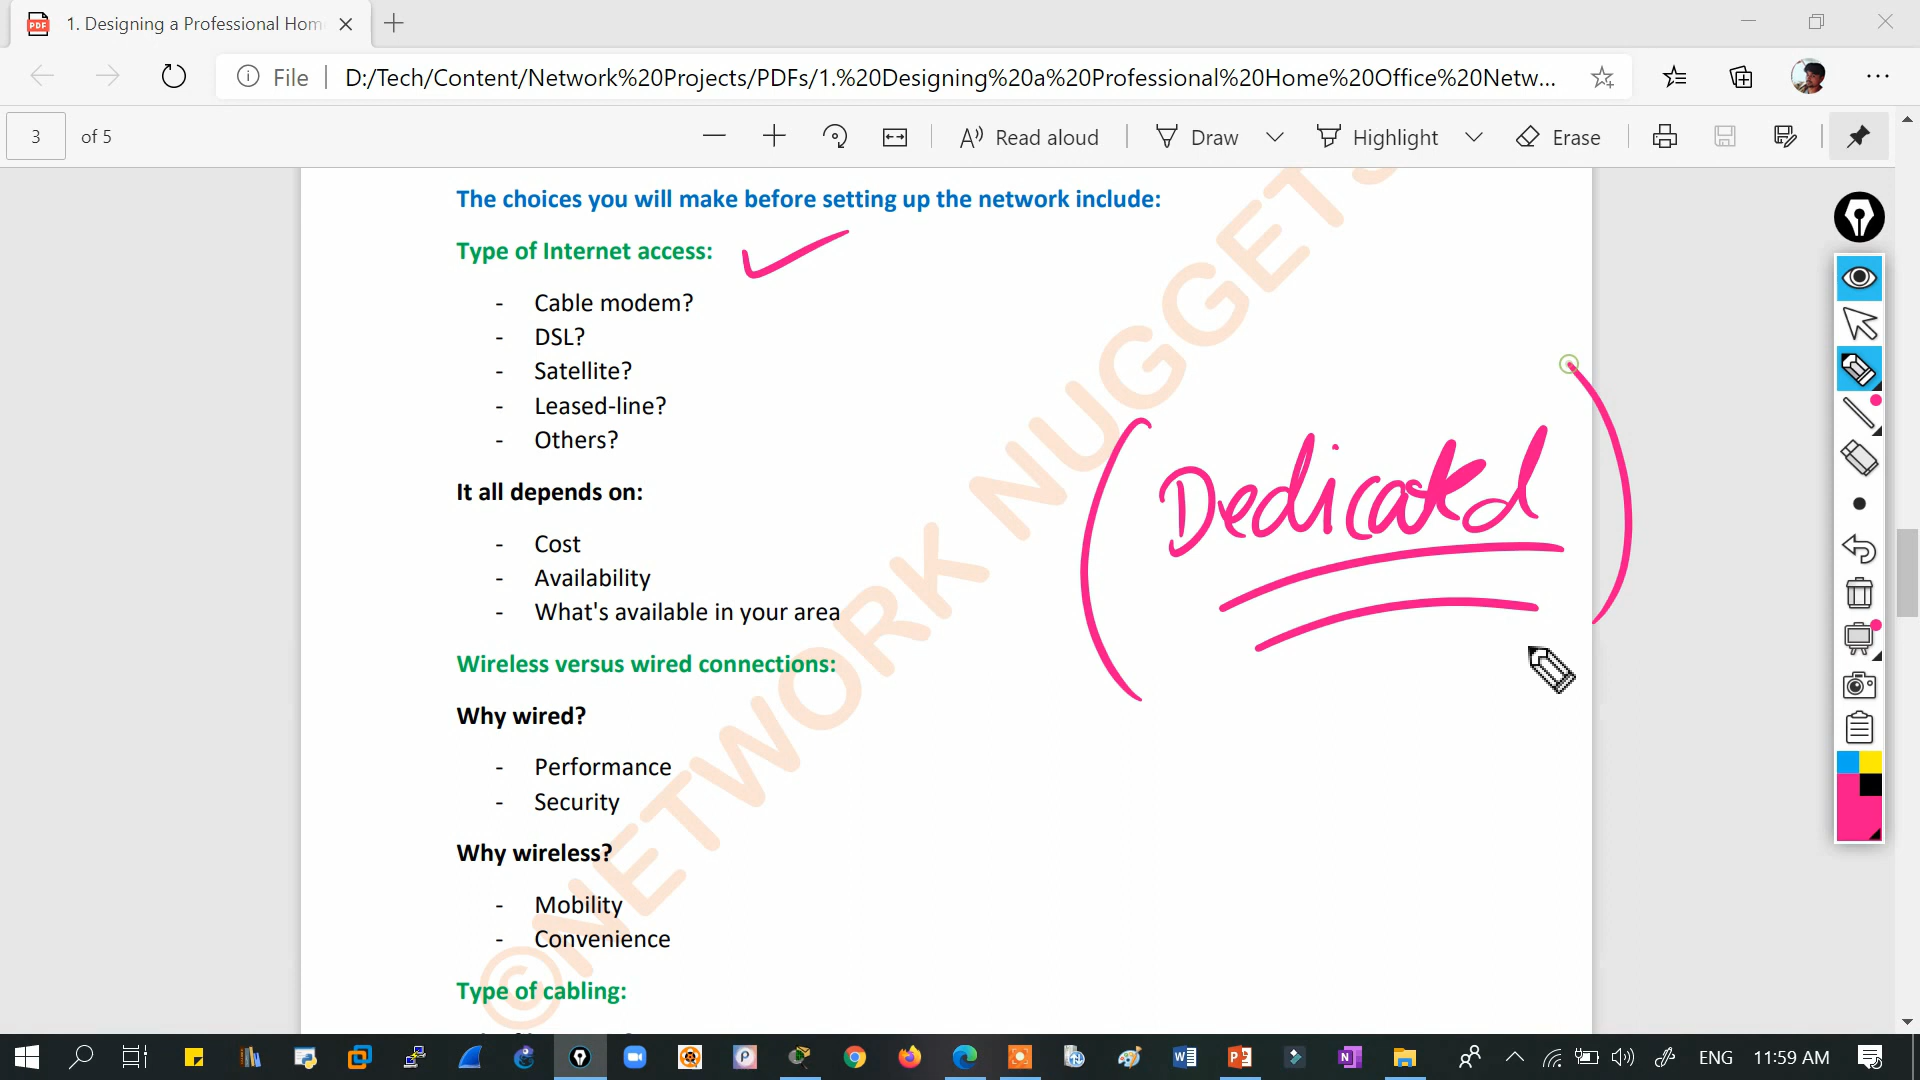 1. Designing a Professional Hom
File
D:/Tech/Content/Network%20Projects/PDFs/1.%20Designing%20a%20Professional%20Home%20Office%20Netw...
3 of 5
Read aloud
Draw
Highlight
Erase
The choices you will make before setting up the network include:
Type of Internet access:
- Cable modem?
- DSL?
- Satellite?
- Leased-line?
- Others?
Dedicated
It all depends on:
- Cost
- Availability
- What's available in your area
Wireless versus wired connections:
Why wired?
- Performance
- Security
Why wireless?
- Mobility
- Convenience
Type of cabling:
©NETWORK NUGGETS
ENG
11:59 AM